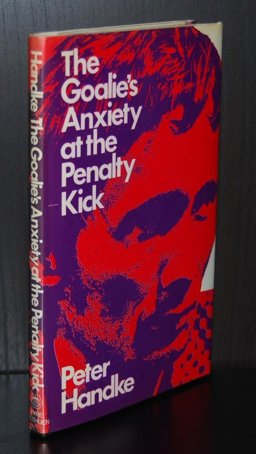 The
Goalie's
Anxiety
at the
Penalty
Kick
Peter
Handke
Handke The Goalie's Anxiety at the Penalty Kick